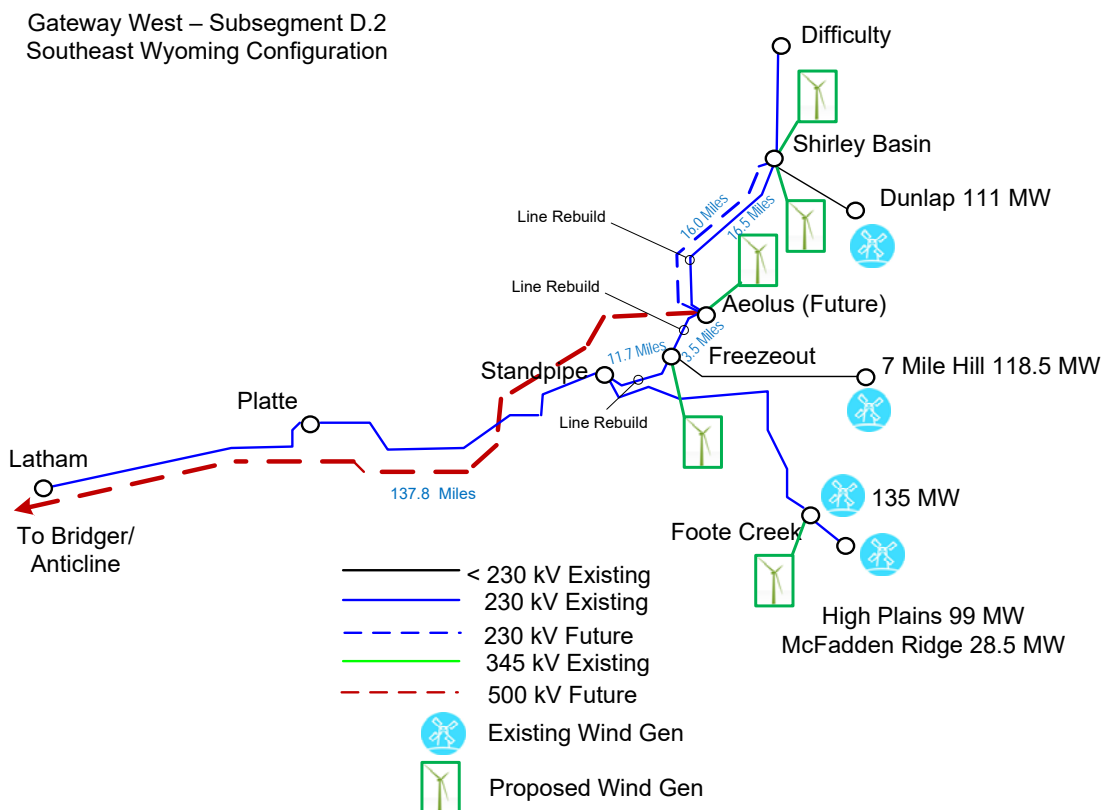 Gateway West – Subsegment D.2
Southeast Wyoming Configuration
Difficulty
Shirley Basin
Dunlap 111 MW
Line Rebuild
16.0 Miles
16.5 Miles
Line Rebuild
Aeolus (Future)
11.7 Miles
3.5 Miles
Freezeout
7 Mile Hill 118.5 MW
Standpipe
Line Rebuild
Platte
Latham
137.8 Miles
To Bridger/
Anticline
135 MW
Foote Creek
High Plains 99 MW
McFadden Ridge 28.5 MW
< 230 kV Existing
230 kV Existing
230 kV Future
345 kV Existing
500 kV Future
Existing Wind Gen
Proposed Wind Gen